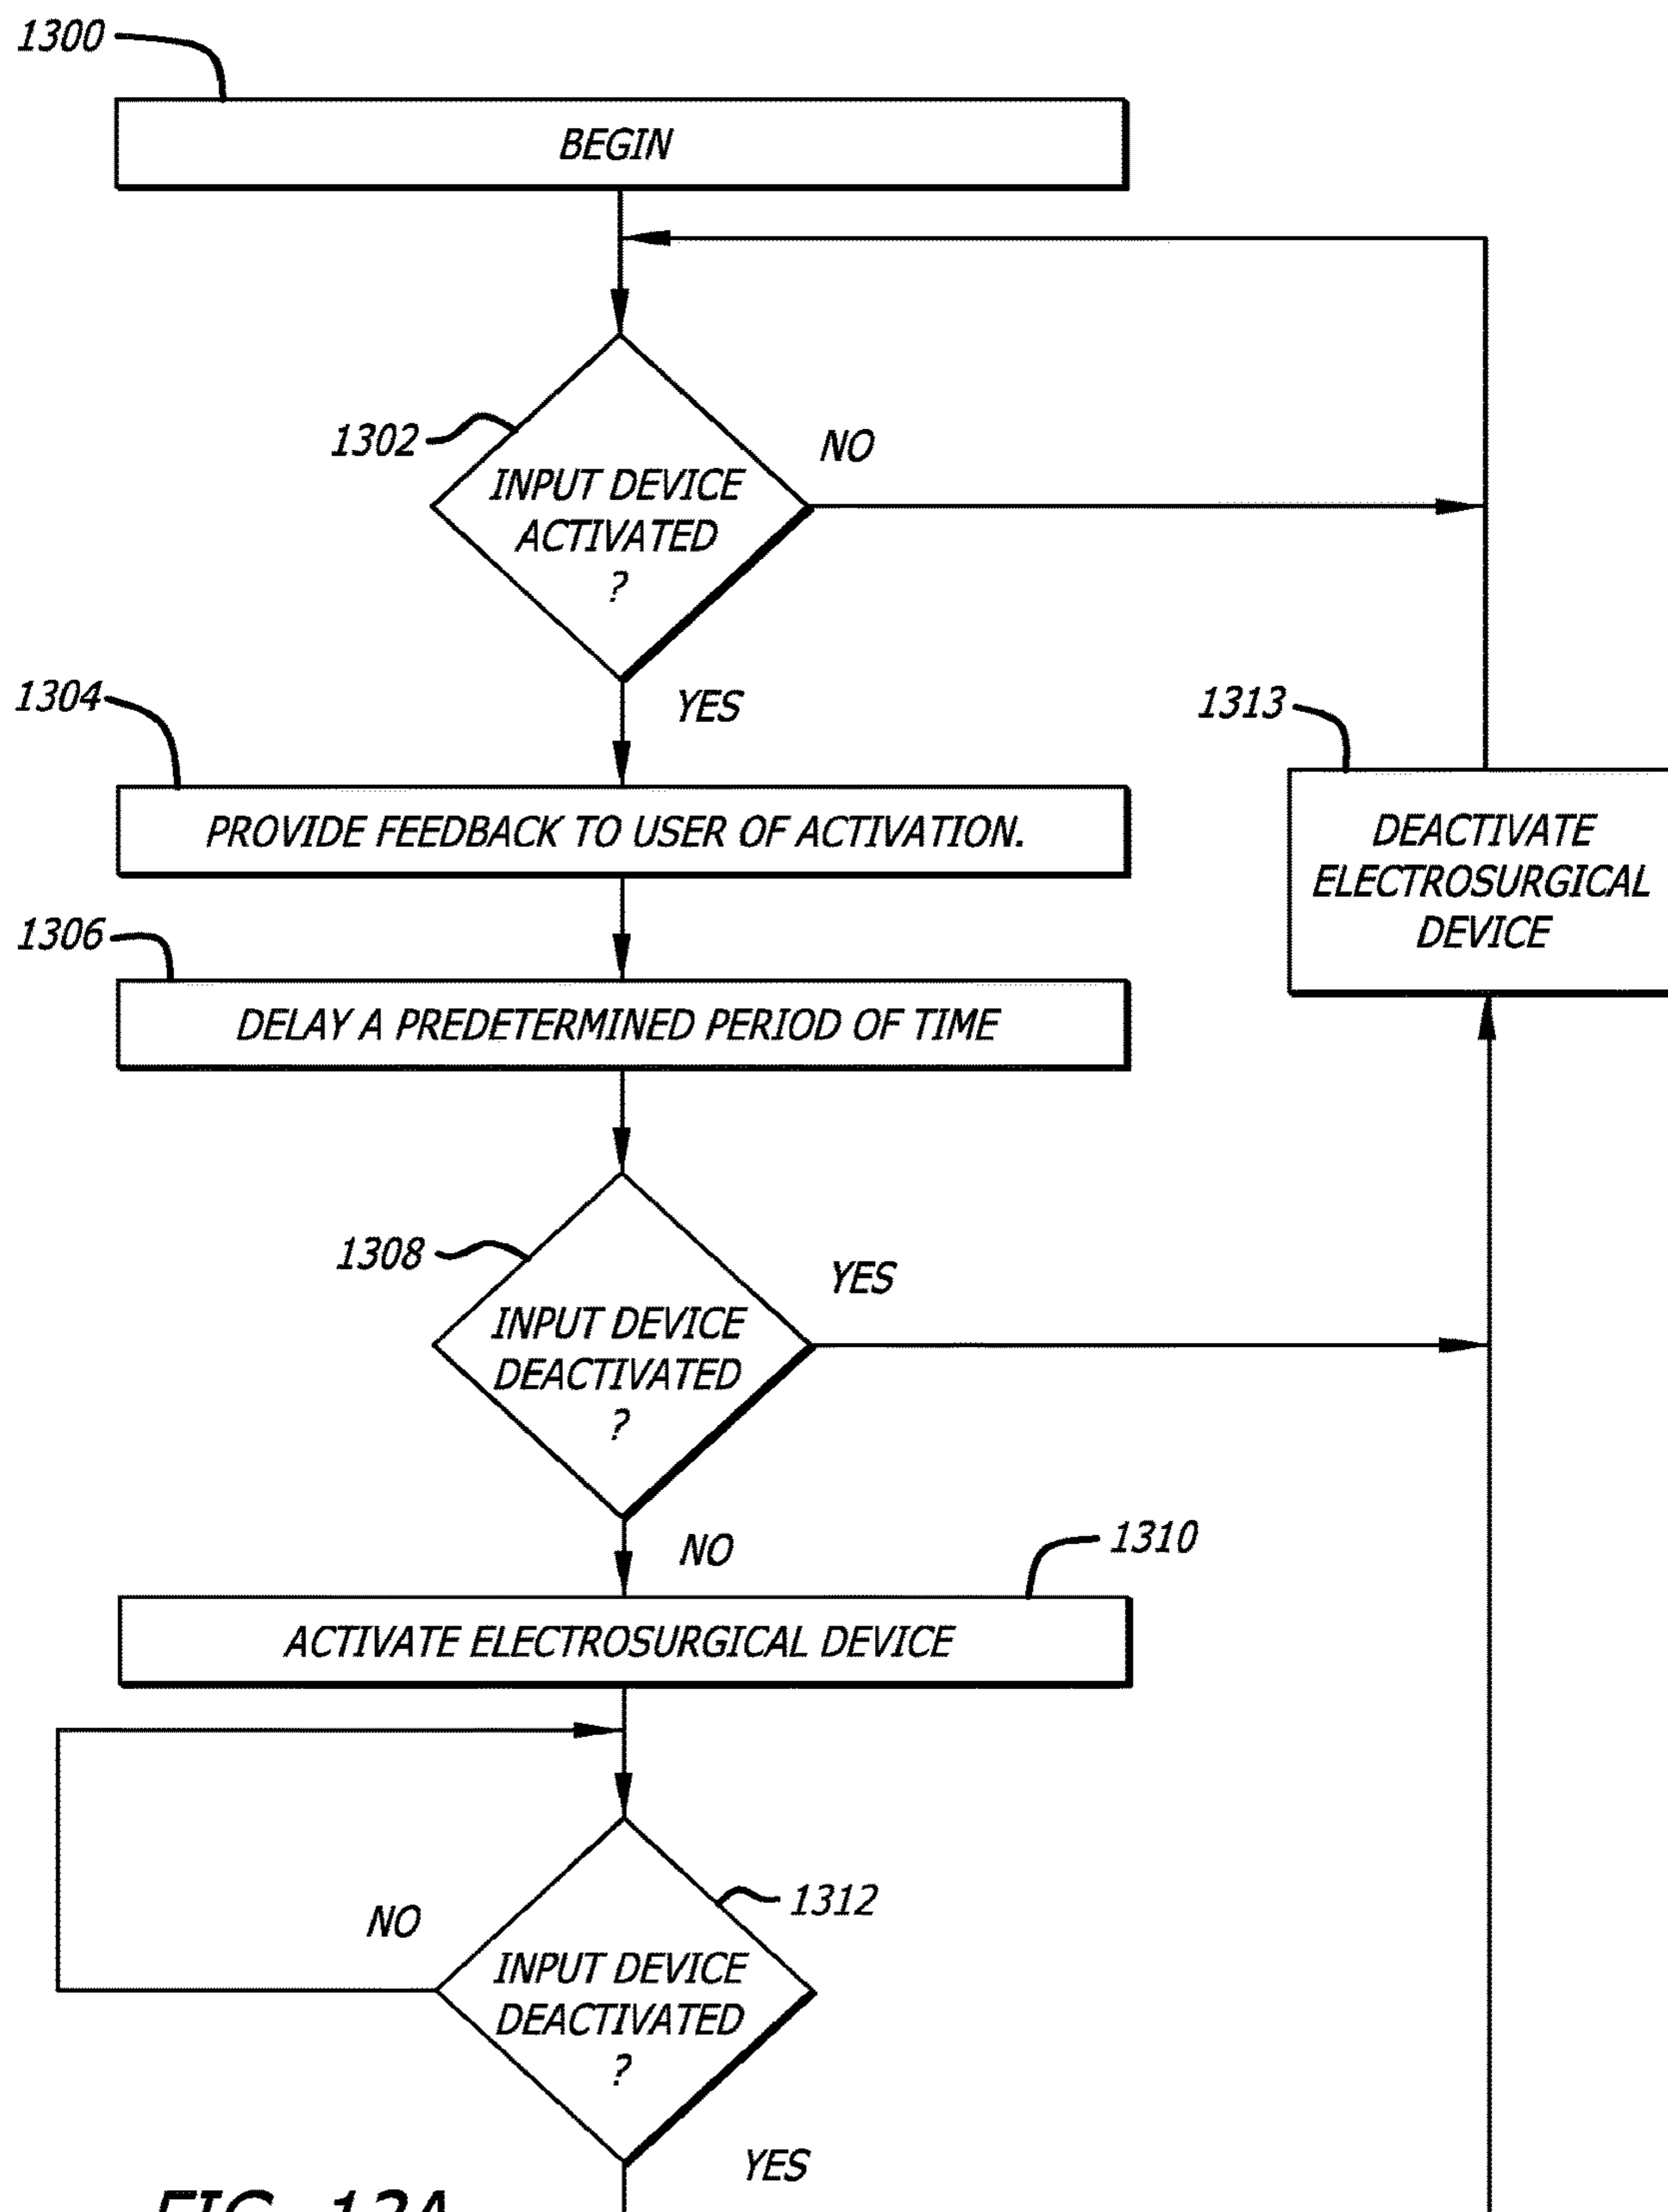 1300
BEGIN
1302
NO
INPUT DEVICE
ACTIVATED
?
YES
1304
PROVIDE FEEDBACK TO USER OF ACTIVATION.
1313
DEACTIVATE
ELECTROSURGICAL
DEVICE
1306
DELAY A PREDETERMINED PERIOD OF TIME
1308
YES
INPUT DEVICE
DEACTIVATED
?
NO
1310
ACTIVATE ELECTROSURGICAL DEVICE
1312
NO
INPUT DEVICE
DEACTIVATED
?
YES
FIG. 13A